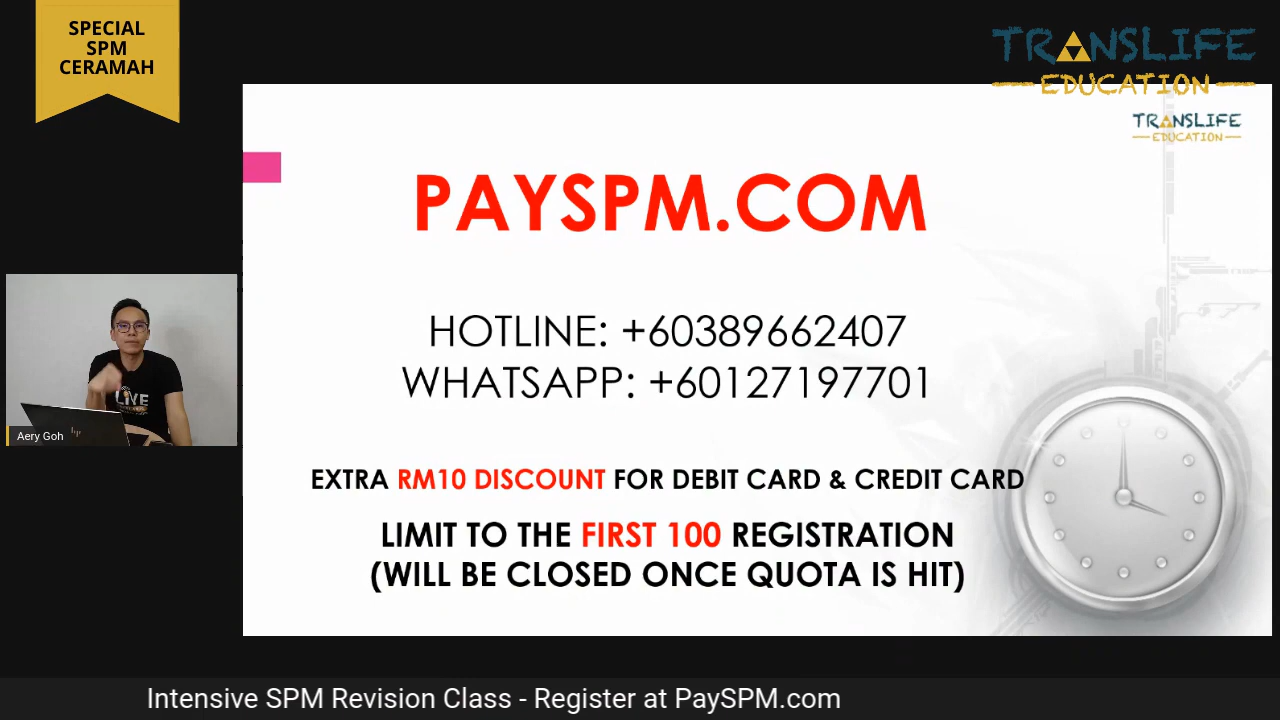 SPECIAL
SPM
CERAMAH
TRANSLIFE
EDUCATION
TRANSLIFE
EDUCATION
PAYSPM.COM
HOTLINE: +60389662407
WHATSAPP: +60127197701
EXTRA RM10 DISCOUNT FOR DEBIT CARD & CREDIT CARD
LIMIT TO THE FIRST 100 REGISTRATION
(WILL BE CLOSED ONCE QUOTA IS HIT)
LIVE
hp
Aery Goh
Intensive SPM Revision Class - Register at PaySPM.com